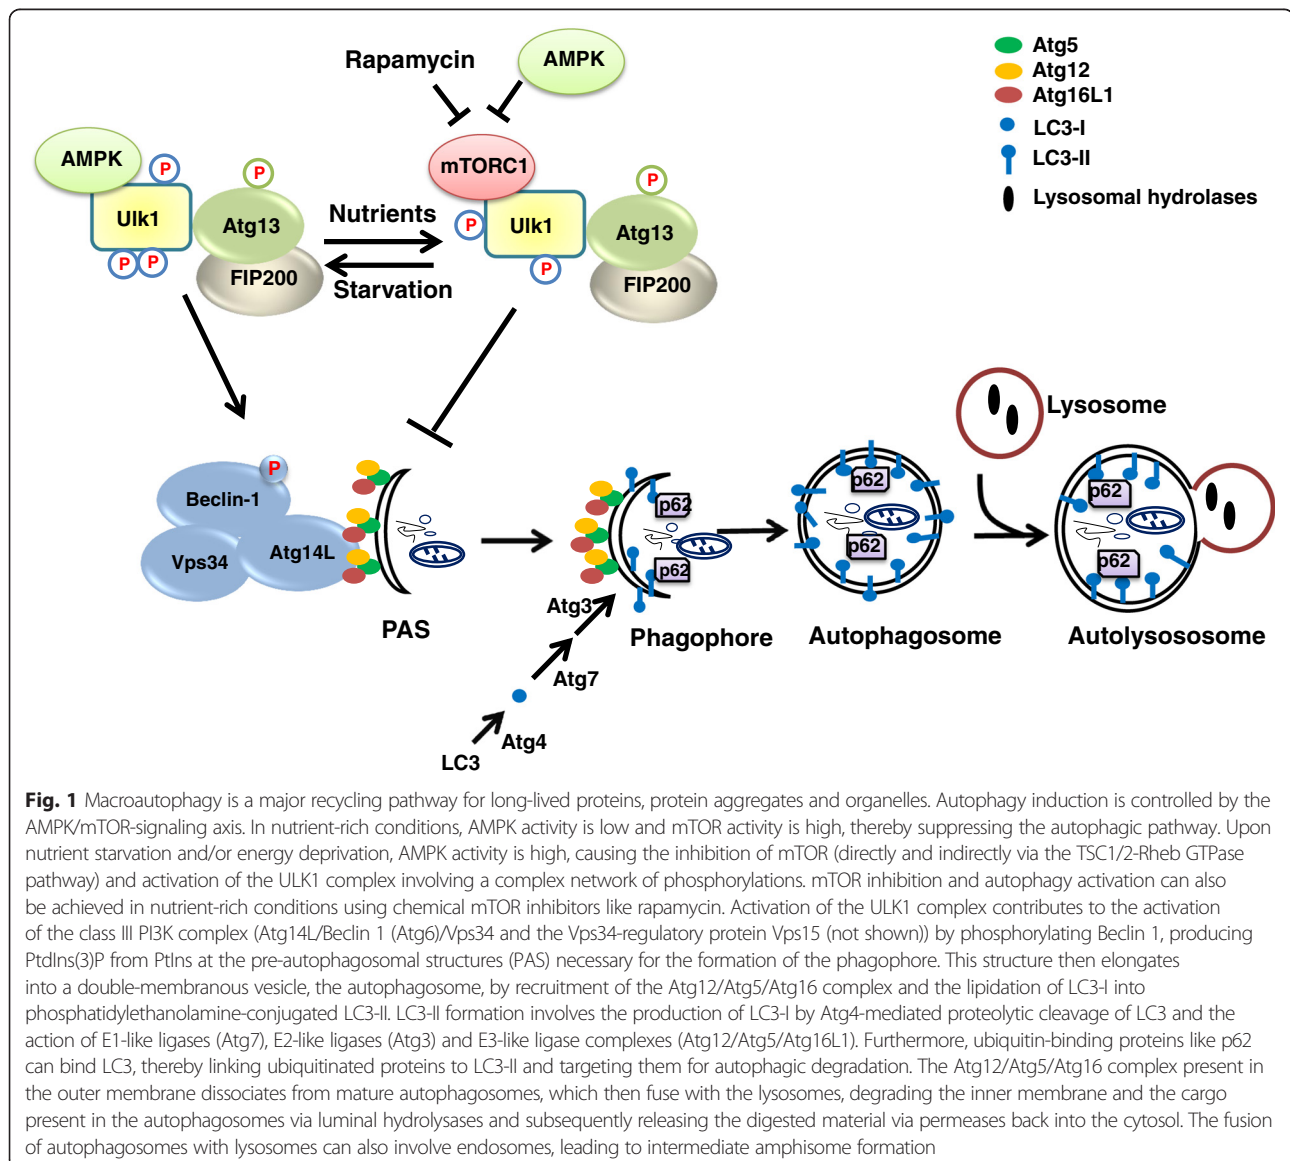 Rapamycin
AMPK
Atg5
Atg12
Atg16L1
LC3-I
LC3-II
Lysosomal hydrolases
AMPK
P
Ulk1
P
Atg13
P
P
FIP200
Nutrients
Starvation
mTORC1
P
Ulk1
P
P
Atg13
FIP200
Lysosome
P
Beclin-1
Vps34
Atg14L
PAS
p62
p62
Phagophore
p62
p62
Autophagosome
p62
p62
Autolysososome
Atg3
Atg7
Atg4
LC3
Fig. 1 Macroautophagy is a major recycling pathway for long-lived proteins, protein aggregates and organelles. Autophagy induction is controlled by the
AMPK/mTOR-signaling axis. In nutrient-rich conditions, AMPK activity is low and mTOR activity is high, thereby suppressing the autophagic pathway. Upon
nutrient starvation and/or energy deprivation, AMPK activity is high, causing the inhibition of mTOR (directly and indirectly via the TSC1/2-Rheb GTPase
pathway) and activation of the ULK1 complex involving a complex network of phosphorylations. mTOR inhibition and autophagy activation can also
be achieved in nutrient-rich conditions using chemical mTOR inhibitors like rapamycin. Activation of the ULK1 complex contributes to the activation
of the class III PI3K complex (Atg14L/Beclin 1 (Atg6)/Vps34 and the Vps34-regulatory protein Vps15 (not shown)) by phosphorylating Beclin 1, producing
PtdIns(3)P from PtIns at the pre-autophagosomal structures (PAS) necessary for the formation of the phagophore. This structure then elongates
into a double-membranous vesicle, the autophagosome, by recruitment of the Atg12/Atg5/Atg16 complex and the lipidation of LC3-I into
phosphatidylethanolamine-conjugated LC3-II. LC3-II formation involves the production of LC3-I by Atg4-mediated proteolytic cleavage of LC3 and the
action of E1-like ligases (Atg7), E2-like ligases (Atg3) and E3-like ligase complexes (Atg12/Atg5/Atg16L1). Furthermore, ubiquitin-binding proteins like p62
can bind LC3, thereby linking ubiquitinated proteins to LC3-II and targeting them for autophagic degradation. The Atg12/Atg5/Atg16 complex present in
the outer membrane dissociates from mature autophagosomes, which then fuse with the lysosomes, degrading the inner membrane and the cargo
present in the autophagosomes via luminal hydrolysases and subsequently releasing the digested material via permeases back into the cytosol. The fusion
of autophagosomes with lysosomes can also involve endosomes, leading to intermediate amphisome formation